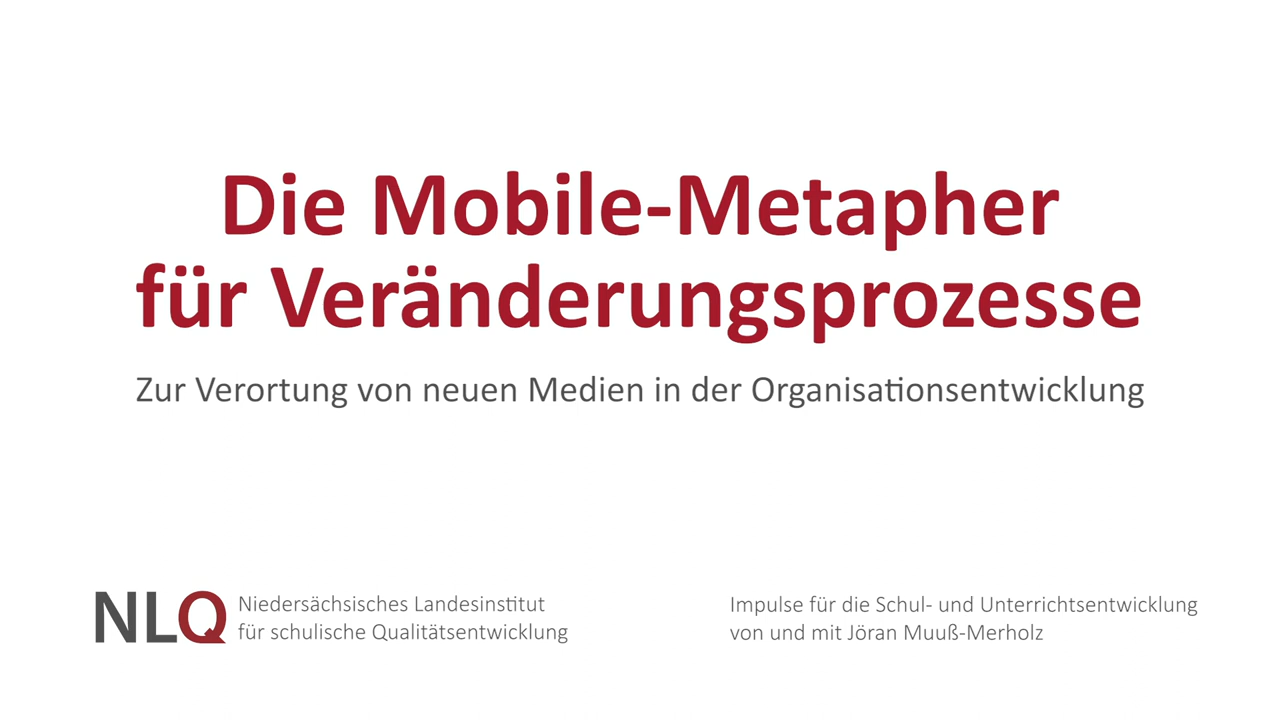 Die Mobile-Metapher
für Veränderungsprozesse
Zur Verortung von neuen Medien in der Organisationsentwicklung
NLQ
Niedersächsisches Landesinstitut
für schulische Qualitätsentwicklung
Impulse für die Schul- und Unterrichtsentwicklung
von und mit Jöran Muuß-Merholz